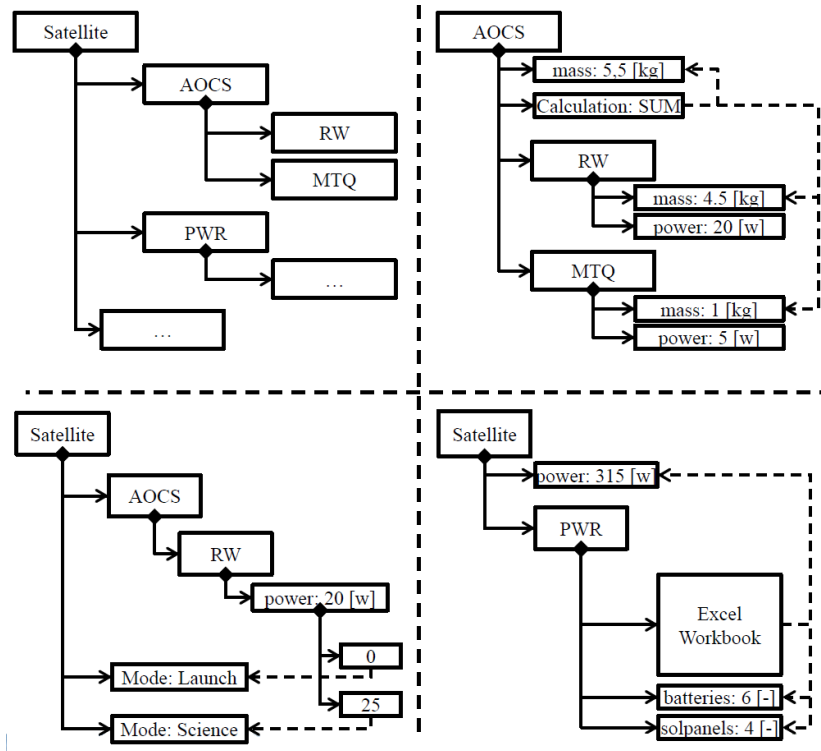 Satellite
AOCS
RW
MTQ
PWR
...
...
AOCS
mass: 5,5 [kg]
Calculation: SUM
RW
mass: 4.5 [kg]
power: 20 [w]
MTQ
mass: 1 [kg]
power: 5 [w]
Satellite
AOCS
RW
power: 20 [w]
0
Mode: Launch
25
Mode: Science
Satellite
power: 315 [w]
PWR
Excel
Workbook
batteries: 6 [-]
solpanels: 4 [-]